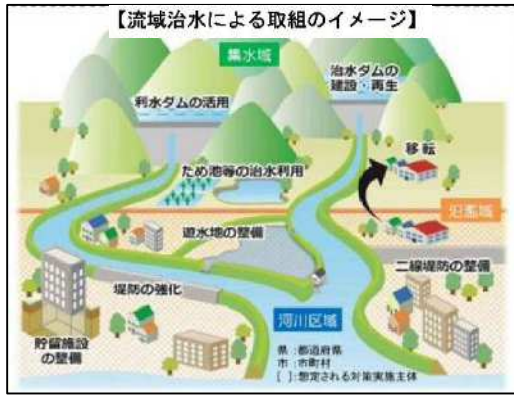 【流域治水による取組のイメージ】
集水域
治水ダムの
建設・再生
利水ダムの活用
移転
ため池等の治水利用
氾濫域
遊水地の整備
二線堤防の整備
堤防の強化
河川区域
貯留施設
の整備
県:都道府県
市:市町村
[ ]:想定される対策実施主体